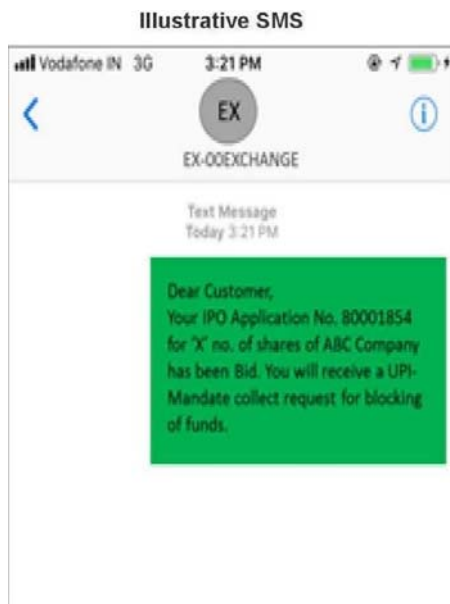 Illustrative SMS
Vodafone IN 3G 3:21 PM
EX
EX-00EXCHANGE
Text Message
Today 3:21 PM
Dear Customer,
Your IPO Application No. 80001854
for 'X' no. of shares of ABC Company
has been Bid. You will receive a UPI-
Mandate collect request for blocking
of funds.